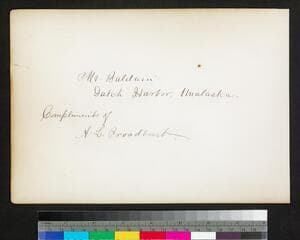 Mr. Baldwin
Dutch Harbor, Unalaska.
Compliments of
A. L. Broadbent.